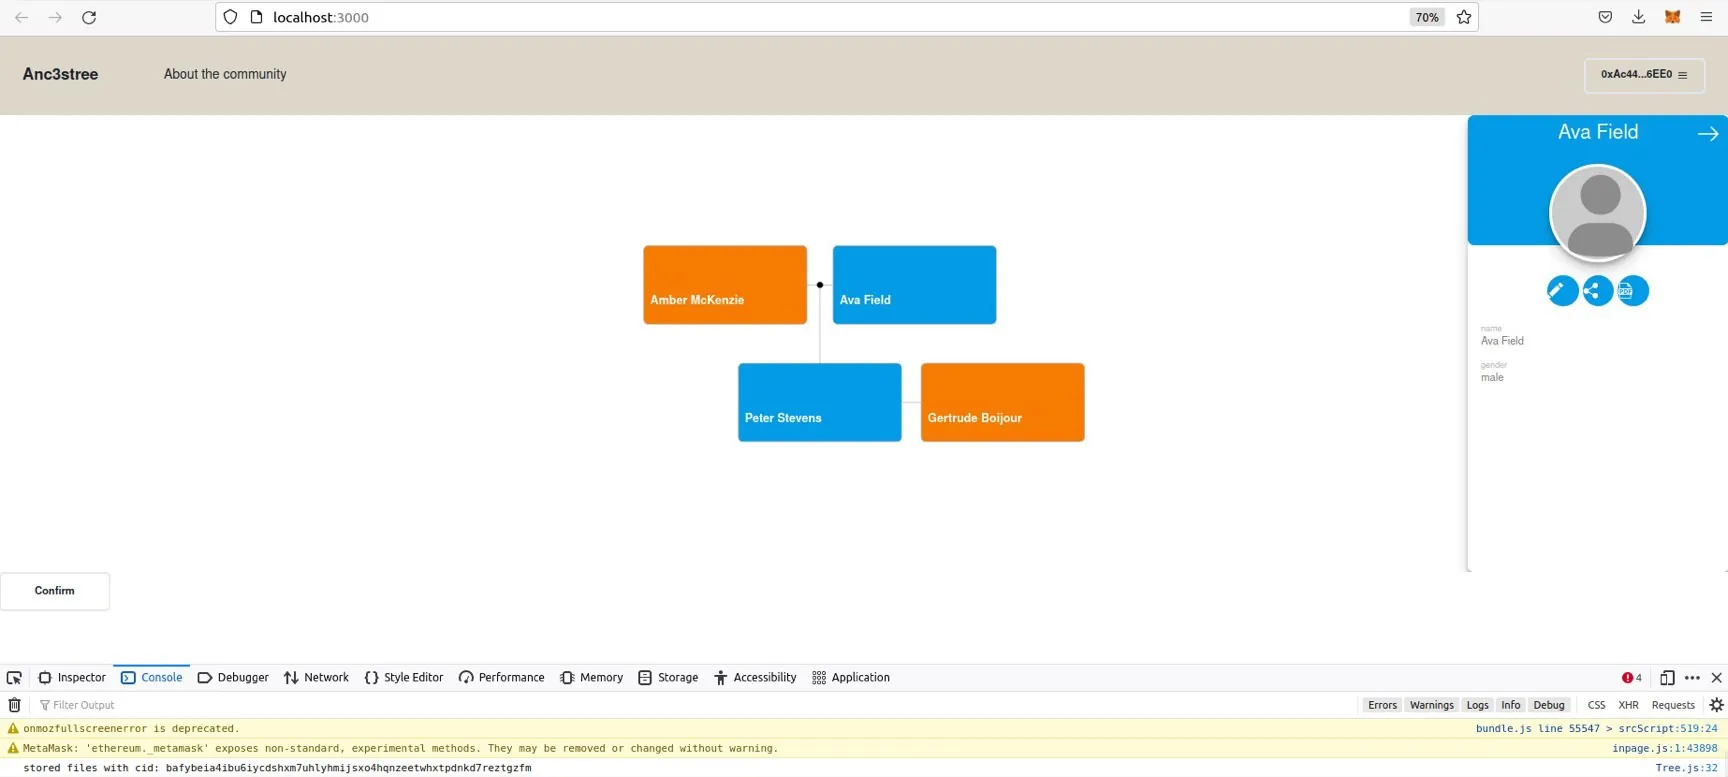 localhost:3000
70%
Anc3stree
About the community
0xAc44...6EE0
Ava Field
Amber McKenzie
Ava Field
PDF
name
Ava Field
gender
male
Peter Stevens
Gertrude Boijour
Confirm
Inspector Console Debugger Network Style Editor Performance Memory Storage Accessibility Application 4
Filter Output Errors Warnings Logs Info Debug CSS XHR Requests
onmozfullscreenerror is deprecated. bundle.js line 55547 > srcScript:519:24
MetaMask: 'ethereum._metamask' exposes non-standard, experimental methods. They may be removed or changed without warning. inpage.js:1:43898
stored files with cid: bafybeia4ibu6iycdshxm7uhlyhmijsxo4hqnzeetwhxtpdnkd7reztgzfm Tree.js:32